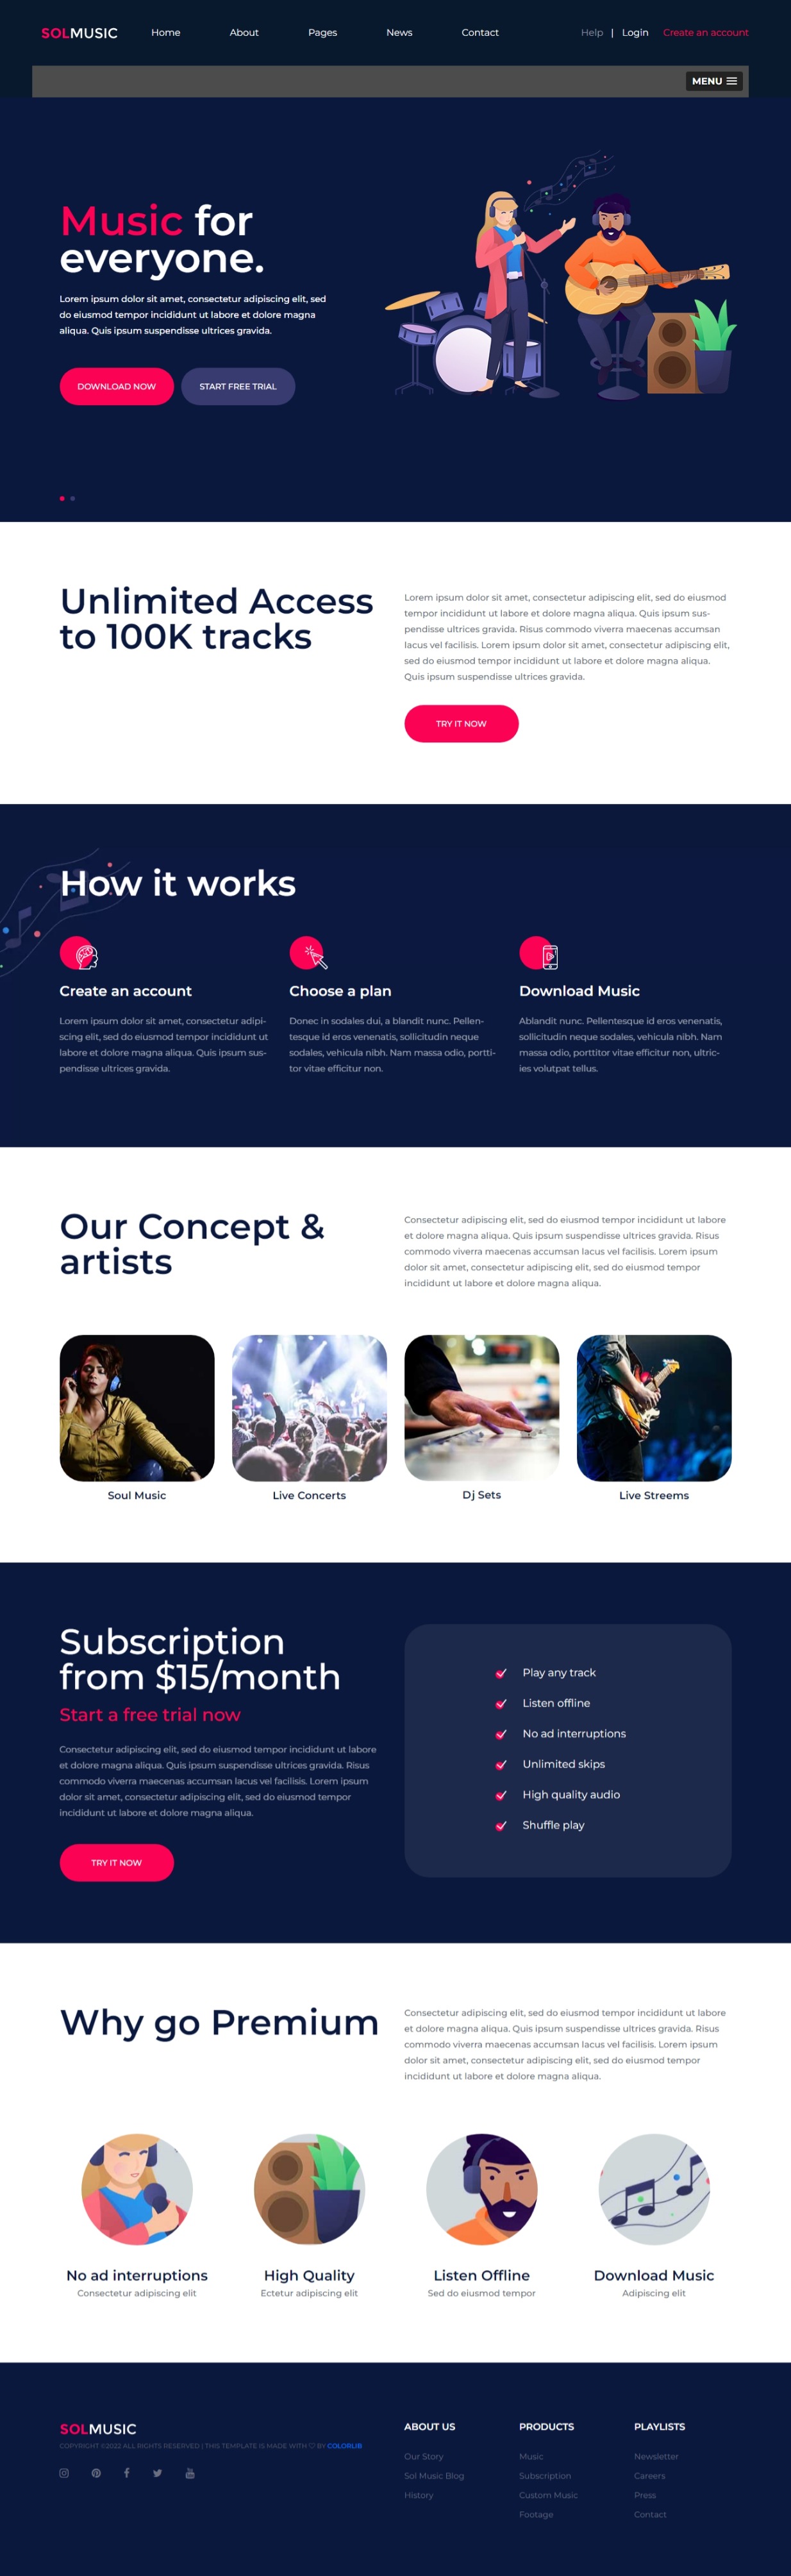 SOLMUSIC Home About Pages News Contact Help | Login Create an account
MENU
Music for
everyone.
Lorem ipsum dolor sit amet, consectetur adipiscing elit, sed
do eiusmod tempor incididunt ut labore et dolore magna
aliqua. Quis ipsum suspendisse ultrices gravida.
DOWNLOAD NOW START FREE TRIAL
Unlimited Access
to 100K tracks
Lorem ipsum dolor sit amet, consectetur adipiscing elit, sed do eiusmod
tempor incididunt ut labore et dolore magna aliqua. Quis ipsum sus-
pendisse ultrices gravida. Risus commodo viverra maecenas accumsan
lacus vel facilisis. Lorem ipsum dolor sit amet, consectetur adipiscing elit,
sed do eiusmod tempor incididunt ut labore et dolore magna aliqua.
Quis ipsum suspendisse ultrices gravida.
TRY IT NOW
How it works
Create an account
Lorem ipsum dolor sit amet, consectetur adipi-
scing elit, sed do eiusmod tempor incididunt ut
labore et dolore magna aliqua. Quis ipsum sus-
pendisse ultrices gravida.
Choose a plan
Donec in sodales dui, a blandit nunc. Pellen-
tesque id eros venenatis, sollicitudin neque
sodales, vehicula nibh. Nam massa odio, portti-
tor vitae efficitur non.
Download Music
Ablandit nunc. Pellentesque id eros venenatis,
sollicitudin neque sodales, vehicula nibh. Nam
massa odio, porttitor vitae efficitur non, ultric-
ies volutpat tellus.
Our Concept &
artists
Consectetur adipiscing elit, sed do eiusmod tempor incididunt ut labore
et dolore magna aliqua. Quis ipsum suspendisse ultrices gravida. Risus
commodo viverra maecenas accumsan lacus vel facilisis. Lorem ipsum
dolor sit amet, consectetur adipiscing elit, sed do eiusmod tempor
incididunt ut labore et dolore magna aliqua.
Soul Music
Live Concerts
Dj Sets
Live Streems
Subscription
from $15/month
Start a free trial now
Consectetur adipiscing elit, sed do eiusmod tempor incididunt ut labore
et dolore magna aliqua. Quis ipsum suspendisse ultrices gravida. Risus
commodo viverra maecenas accumsan lacus vel facilisis. Lorem ipsum
dolor sit amet, consectetur adipiscing elit, sed do eiusmod tempor
incididunt ut labore et dolore magna aliqua.
TRY IT NOW
Play any track
Listen offline
No ad interruptions
Unlimited skips
High quality audio
Shuffle play
Why go Premium
Consectetur adipiscing elit, sed do eiusmod tempor incididunt ut labore
et dolore magna aliqua. Quis ipsum suspendisse ultrices gravida. Risus
commodo viverra maecenas accumsan lacus vel facilisis. Lorem ipsum
dolor sit amet, consectetur adipiscing elit, sed do eiusmod tempor
incididunt ut labore et dolore magna aliqua.
No ad interruptions
Consectetur adipiscing elit
High Quality
Ectetur adipiscing elit
Listen Offline
Sed do eiusmod tempor
Download Music
Adipiscing elit
SOLMUSIC
COPYRIGHT ©2022 ALL RIGHTS RESERVED | THIS TEMPLATE IS MADE WITH ♡ BY COLORLIB
ABOUT US
Our Story
Sol Music Blog
History
PRODUCTS
Music
Subscription
Custom Music
Footage
PLAYLISTS
Newsletter
Careers
Press
Contact